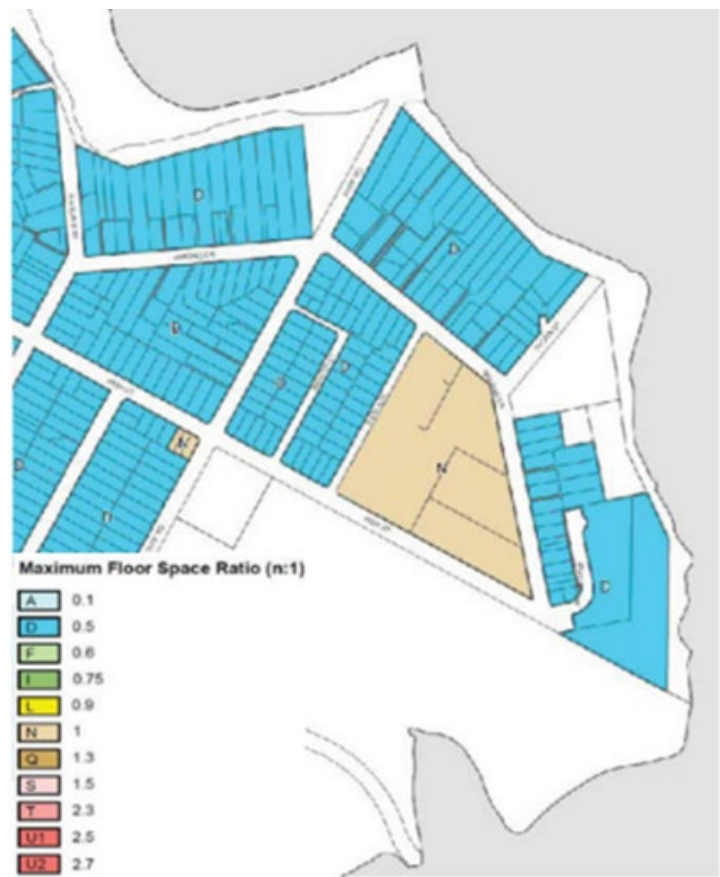 D
D
D
D
D
N
N
D
D
D
Maximum Floor Space Ratio (n:1)
A 0.1
D 0.5
F 0.6
I 0.75
L 0.9
N 1
Q 1.3
S 1.5
T 2.3
U1 2.5
U2 2.7